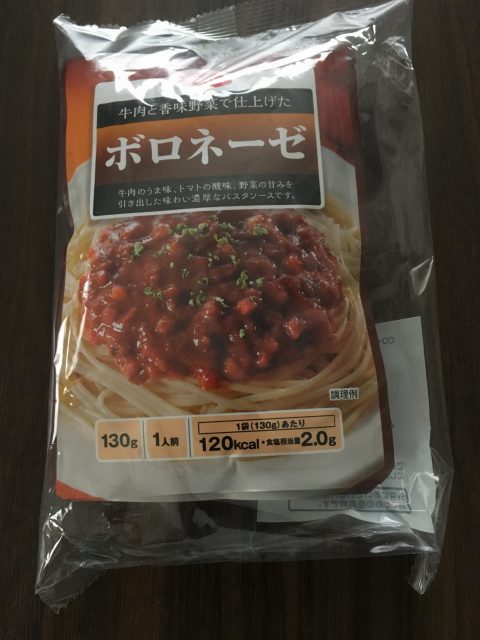 牛肉と香味野菜で仕上げた
ボロネーゼ
牛肉のうま味、トマトの酸味、野菜の甘みを
引き出した味わい濃厚なパスタソースです。
調理例
130g
1人前
1袋(130g)あたり
120kcal・食塩相当量2.0g